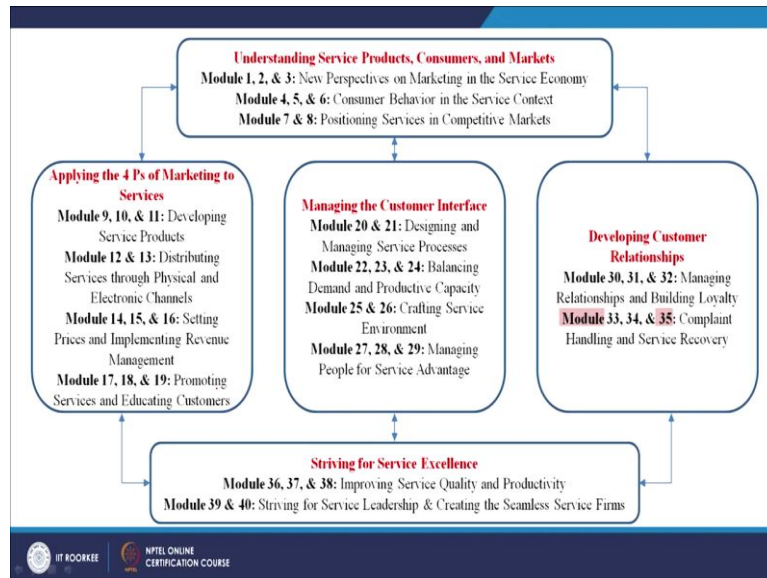 Understanding Service Products, Consumers, and Markets
Module 1, 2, & 3: New Perspectives on Marketing in the Service Economy
Module 4, 5, & 6: Consumer Behavior in the Service Context
Module 7 & 8: Positioning Services in Competitive Markets
Applying the 4 Ps of Marketing to
Services
Module 9, 10, & 11: Developing
Service Products
Module 12 & 13: Distributing
Services through Physical and
Electronic Channels
Module 14, 15, & 16: Setting
Prices and Implementing Revenue
Management
Module 17, 18, & 19: Promoting
Services and Educating Customers
Managing the Customer Interface
Module 20 & 21: Designing and
Managing Service Processes
Module 22, 23, & 24: Balancing
Demand and Productive Capacity
Module 25 & 26: Crafting Service
Environment
Module 27, 28, & 29: Managing
People for Service Advantage
Developing Customer
Relationships
Module 30, 31, & 32: Managing
Relationships and Building Loyalty
Module 33, 34, & 35: Complaint
Handling and Service Recovery
Striving for Service Excellence
Module 36, 37, & 38: Improving Service Quality and Productivity
Module 39 & 40: Striving for Service Leadership & Creating the Seamless Service Firms
IIT ROORKEE
NPTEL ONLINE
CERTIFICATION COURSE